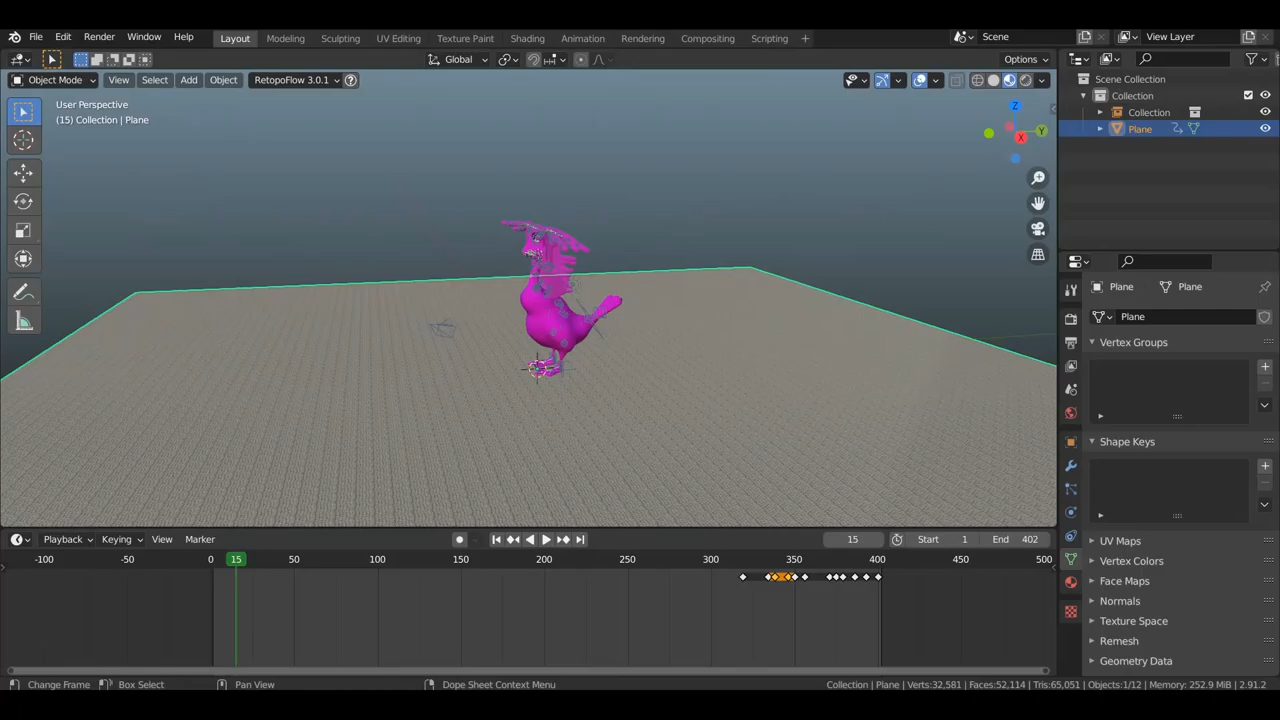 File Edit Render Window Help Layout Modeling Sculpting UV Editing Texture Paint Shading Animation Rendering Compositing Scripting + Scene View Layer
Global Options
Object Mode View Select Add Object RetopoFlow 3.0.1
Scene Collection
Collection
Collection
Plane
User Perspective
(15) Collection | Plane
Z
Y
X
Plane Plane
Plane
Vertex Groups
Shape Keys
UV Maps
Vertex Colors
Face Maps
Normals
Texture Space
Remesh
Geometry Data
Playback Keying View Marker 15 Start 1 End 402
-100 -50 0 15 50 100 150 200 250 300 350 400 450 500
Change Frame Box Select Pan View Dope Sheet Context Menu Collection | Plane | Verts:32,581 | Faces:52,114 | Tris:65,051 | Objects:1/12 | Memory: 252.9 MiB | 2.91.2